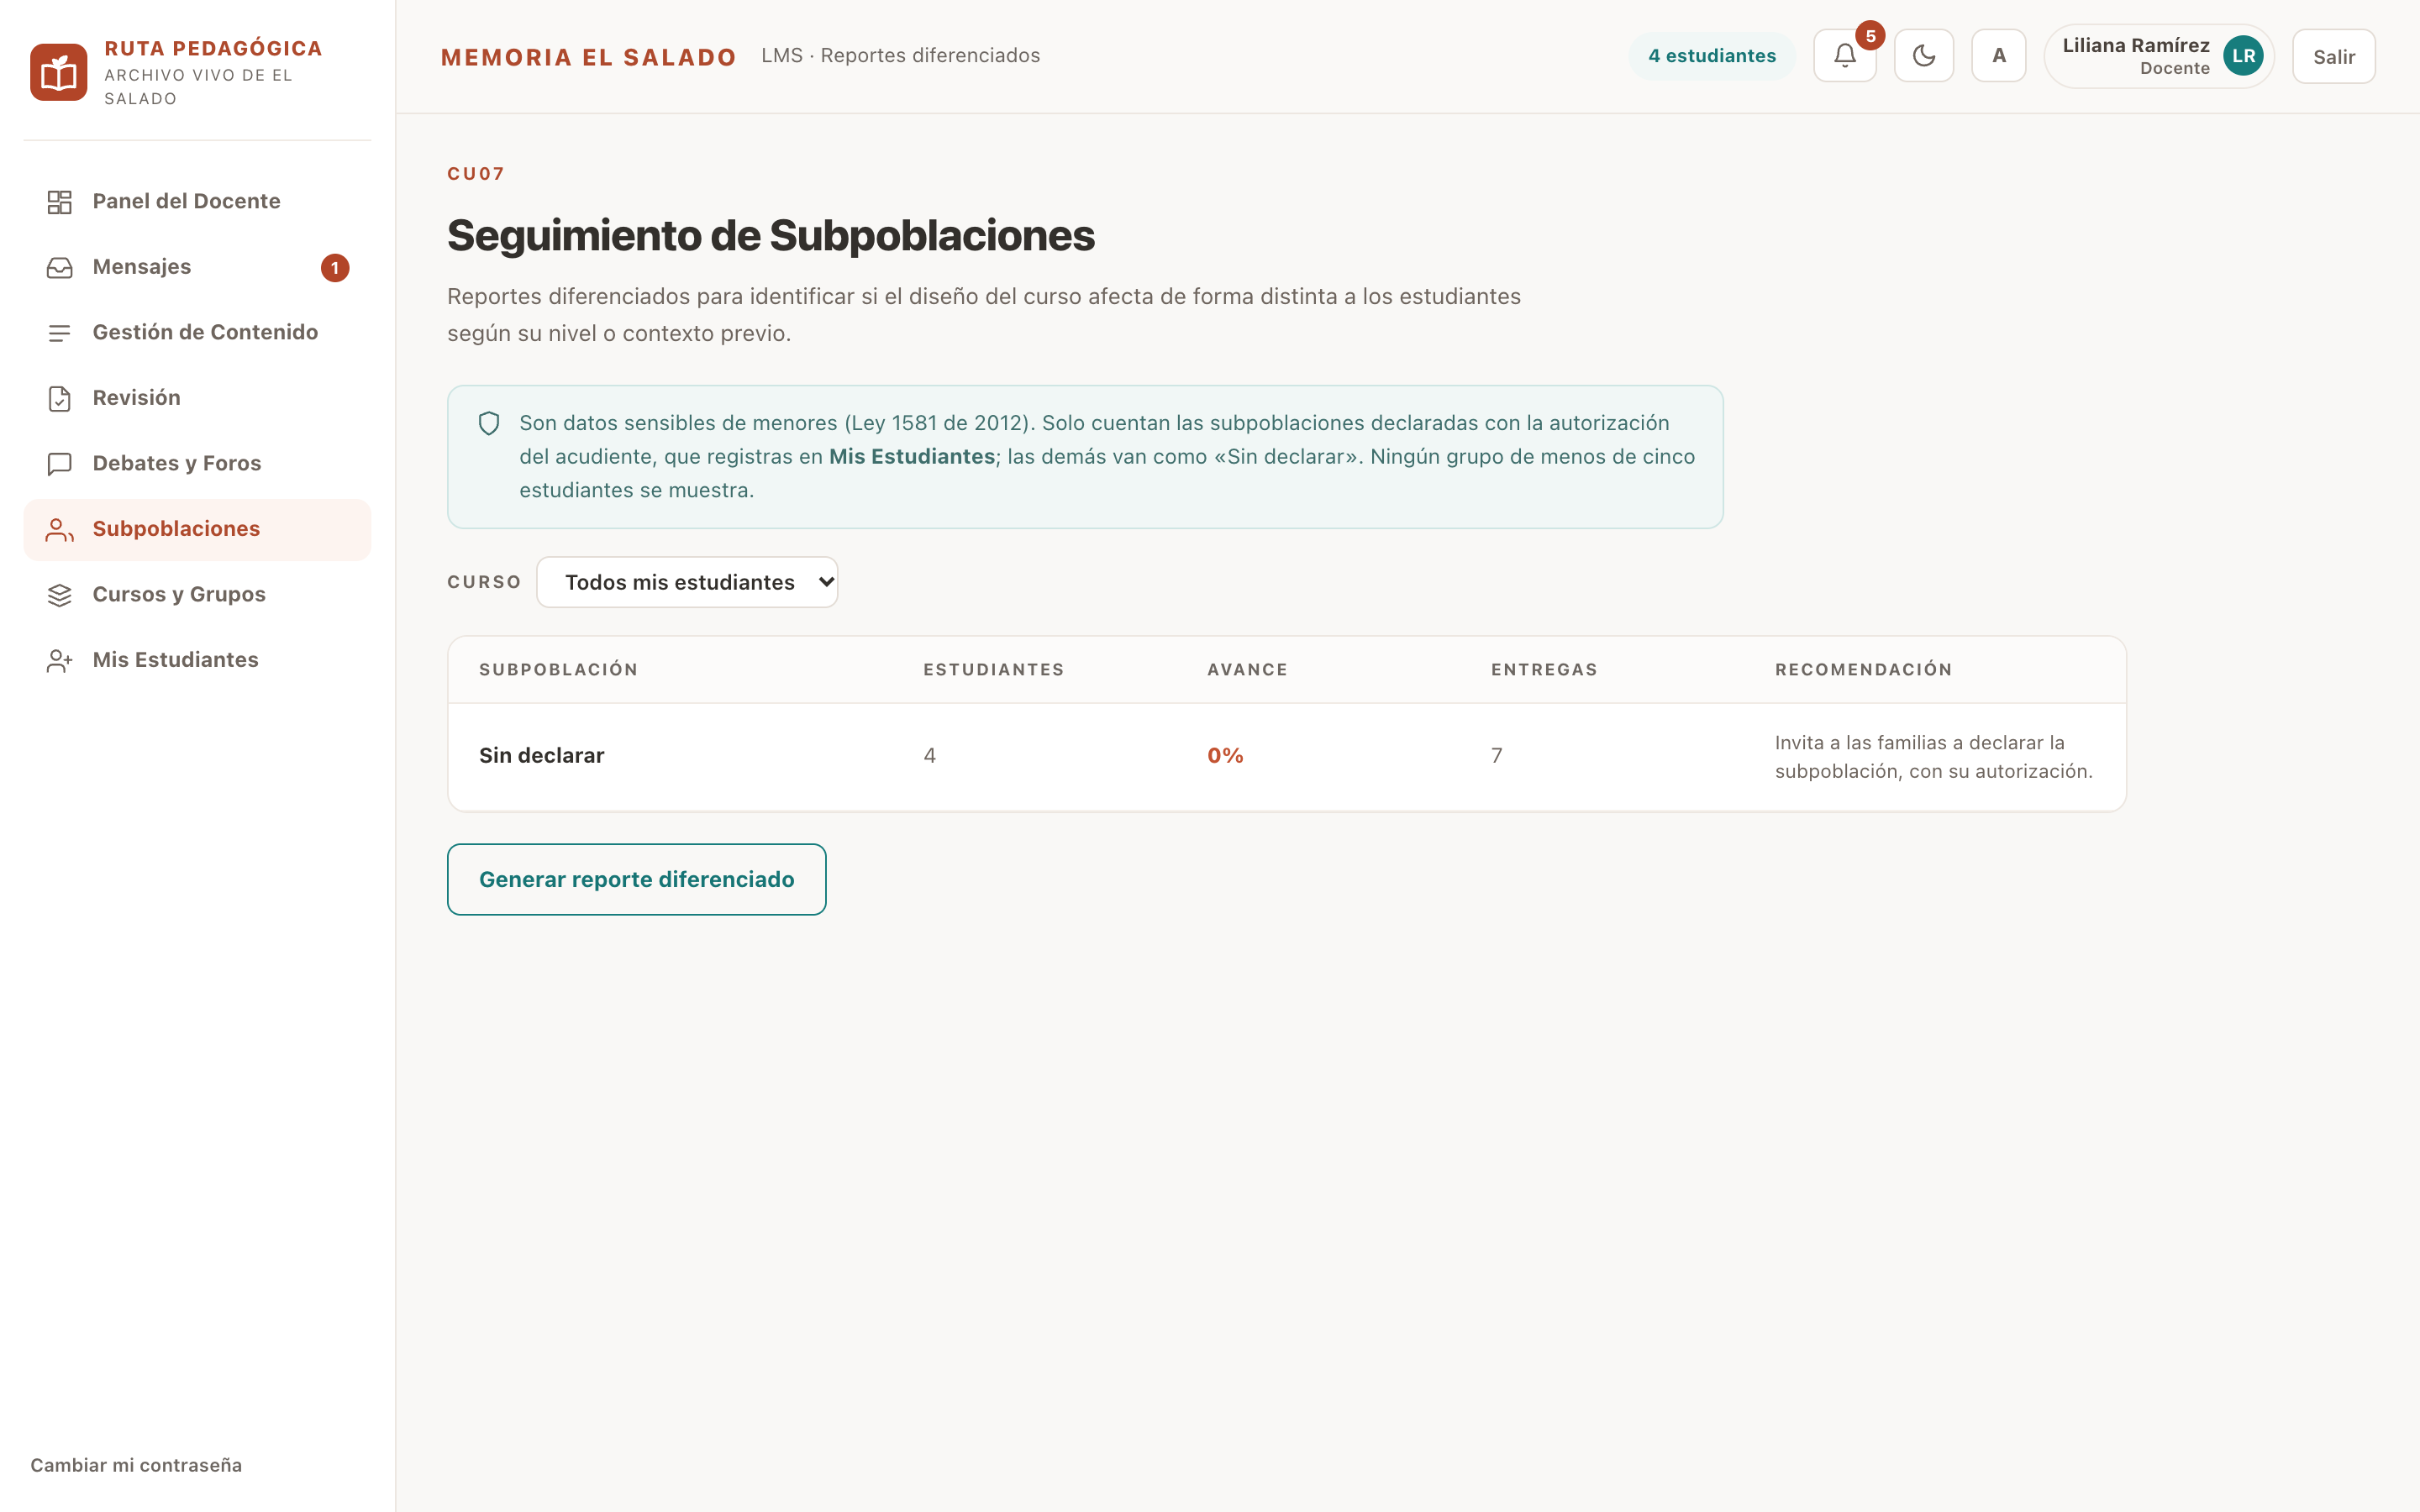 RUTA PEDAGÓGICA
ARCHIVO VIVO DE EL
SALADO
Panel del Docente
Mensajes 1
Gestión de Contenido
Revisión
Debates y Foros
Subpoblaciones
Cursos y Grupos
Mis Estudiantes
Cambiar mi contraseña
MEMORIA EL SALADO LMS · Reportes diferenciados
4 estudiantes
5
A
Liliana Ramírez
Docente
LR
Salir
CU07
Seguimiento de Subpoblaciones
Reportes diferenciados para identificar si el diseño del curso afecta de forma distinta a los estudiantes
según su nivel o contexto previo.
Son datos sensibles de menores (Ley 1581 de 2012). Solo cuentan las subpoblaciones declaradas con la autorización
del acudiente, que registras en Mis Estudiantes; las demás van como «Sin declarar». Ningún grupo de menos de cinco
estudiantes se muestra.
CURSO Todos mis estudiantes
SUBPOBLACIÓN ESTUDIANTES AVANCE ENTREGAS RECOMENDACIÓN
Sin declarar 4 0% 7 Invita a las familias a declarar la
subpoblación, con su autorización.
Generar reporte diferenciado